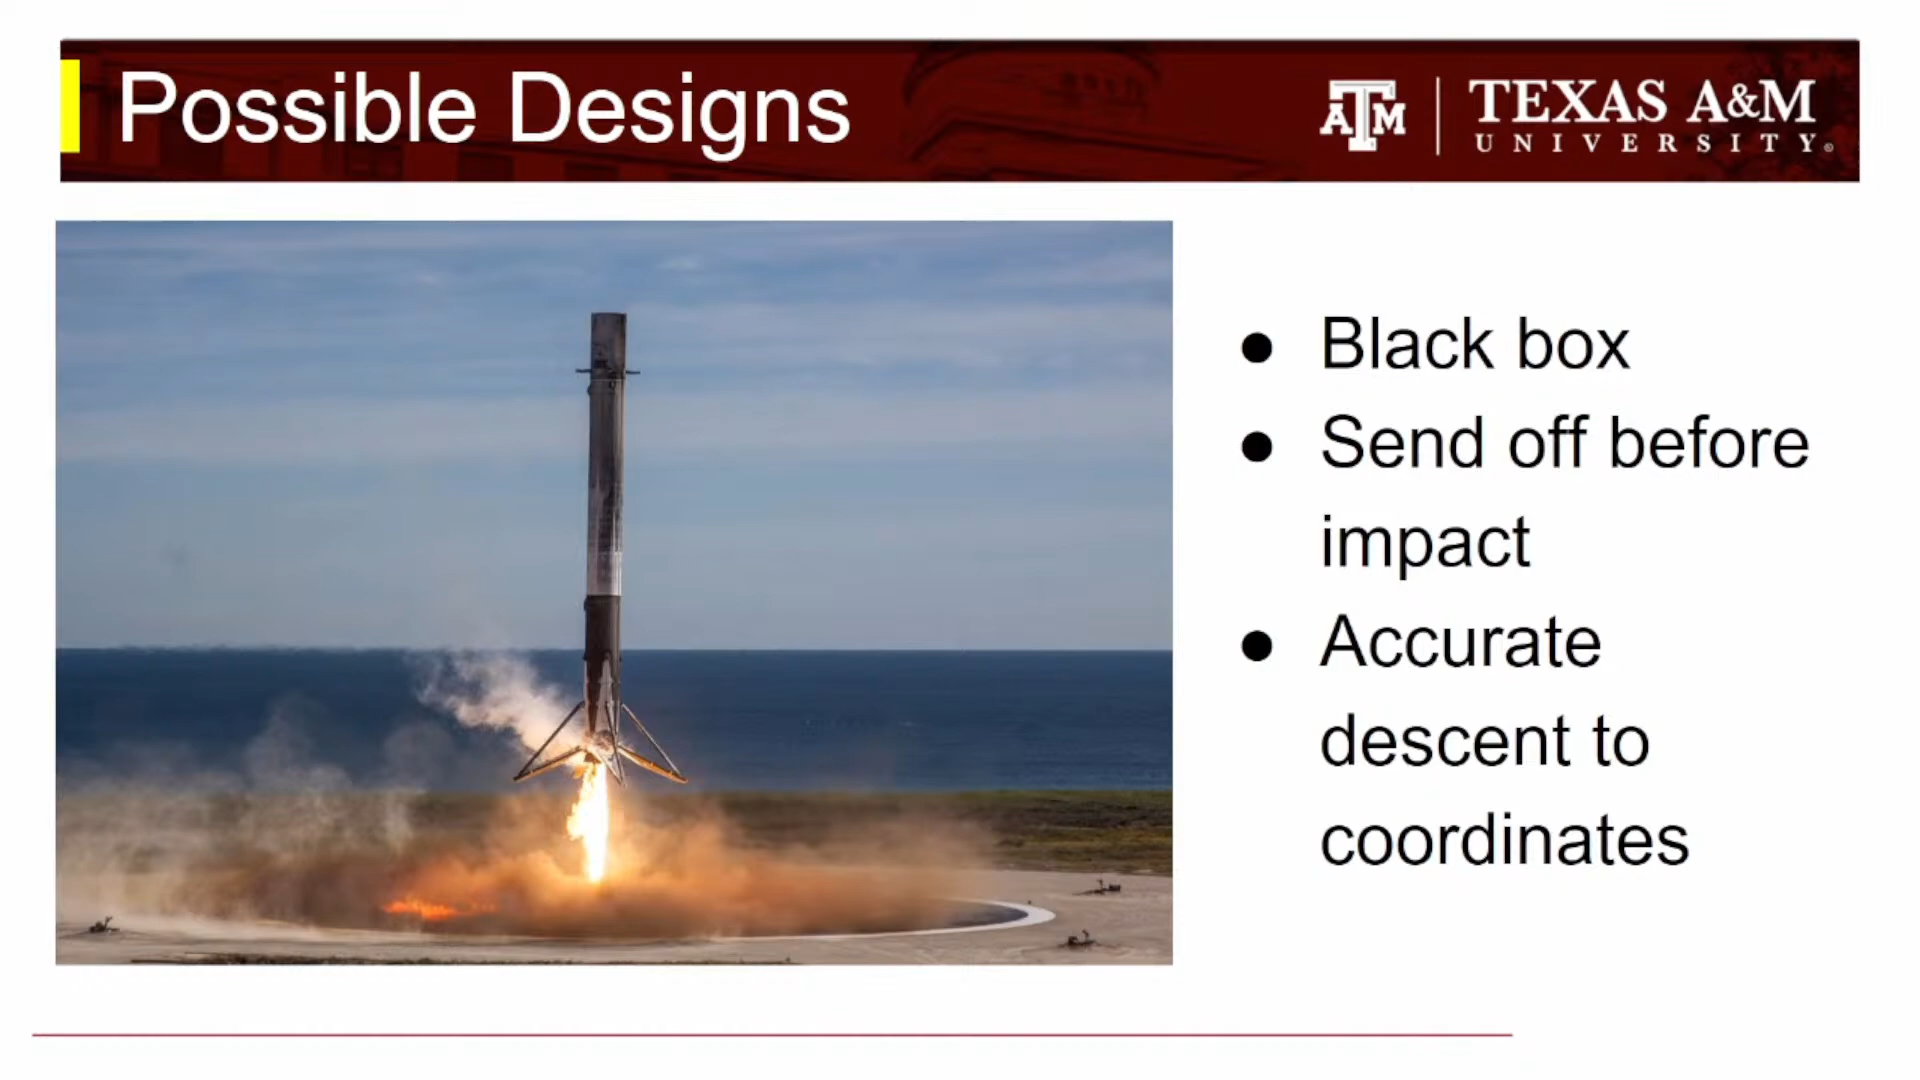 Possible Designs
ATM
TEXAS A&M
UNIVERSITY®
● Black box
● Send off before
impact
● Accurate
descent to
coordinates